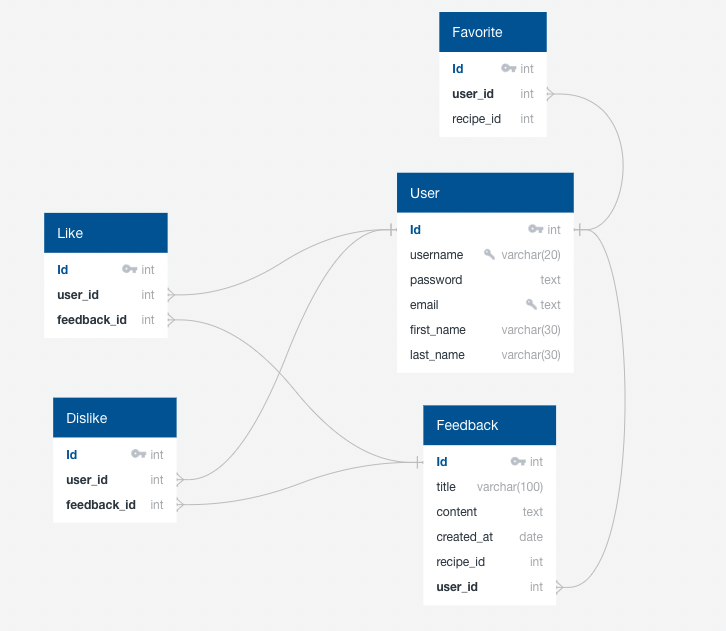 Favorite
Id int
user_id int
recipe_id int
User
Id int
username varchar(20)
password text
email text
first_name varchar(30)
last_name varchar(30)
Like
Id int
user_id int
feedback_id int
Dislike
Id int
user_id int
feedback_id int
Feedback
Id int
title varchar(100)
content text
created_at date
recipe_id int
user_id int